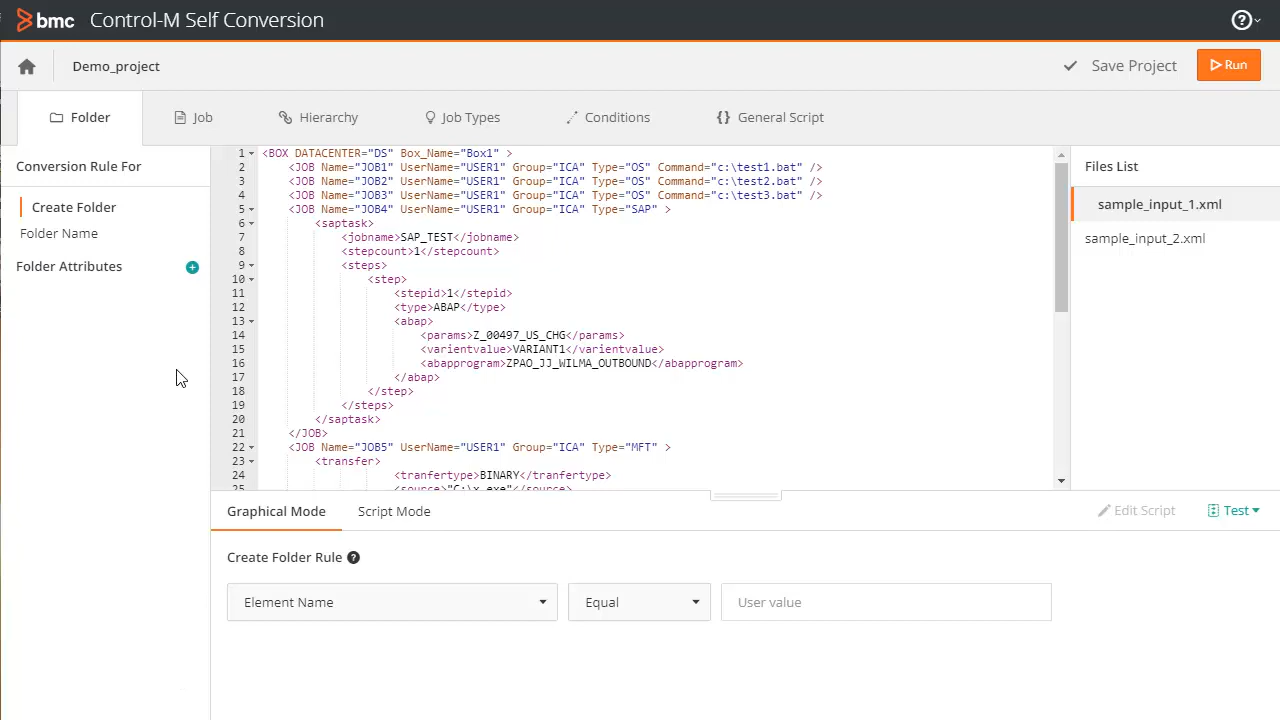 bmc Control-M Self Conversion
Demo_project
Save Project
Run
Folder
Job
Hierarchy
Job Types
Conditions
{} General Script
Conversion Rule For
Create Folder
Folder Name
Folder Attributes
1 <BOX DATACENTER="DS" Box_Name="Box1" >
2 <JOB Name="JOB1" UserName="USER1" Group="ICA" Type="OS" Command="c:\test1.bat" />
3 <JOB Name="JOB2" UserName="USER1" Group="ICA" Type="OS" Command="c:\test2.bat" />
4 <JOB Name="JOB3" UserName="USER1" Group="ICA" Type="OS" Command="c:\test3.bat" />
5 <JOB Name="JOB4" UserName="USER1" Group="ICA" Type="SAP" >
6 <saptask>
7 <jobname>SAP_TEST</jobname>
8 <stepcount>1</stepcount>
9 <steps>
10 <step>
11 <stepid>1</stepid>
12 <type>ABAP</type>
13 <abap>
14 <params>Z_00497_US_CHG</params>
15 <varientvalue>VARIANT1</varientvalue>
16 <abapprogram>ZPAO_JJ_WILMA_OUTBOUND</abapprogram>
17 </abap>
18 </step>
19 </steps>
20 </saptask>
21 </JOB>
22 <JOB Name="JOB5" UserName="USER1" Group="ICA" Type="MFT" >
23 <transfer>
24 <tranfertype>BINARY</tranfertype>
25 <source>"C:\x.exe"</source>
Files List
sample_input_1.xml
sample_input_2.xml
Graphical Mode
Script Mode
Edit Script
Test
Create Folder Rule ?
Element Name
Equal
User value